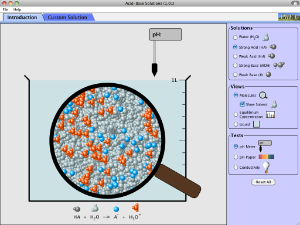 Acid-Base Solutions (1.01)
File Help
Introduction
Custom Solution
pH:
1L
HA + H₂O → A⁻ + H₃O⁺
Solutions
Water (H₂O)
Strong Acid (HA)
Weak Acid (HA)
Strong Base (MOH)
Weak Base (B)
Views
Molecules
Show Solvent
Equilibrium
Concentration
Liquid
Tests
pH Meter
pH Paper
Conductivity
Reset All